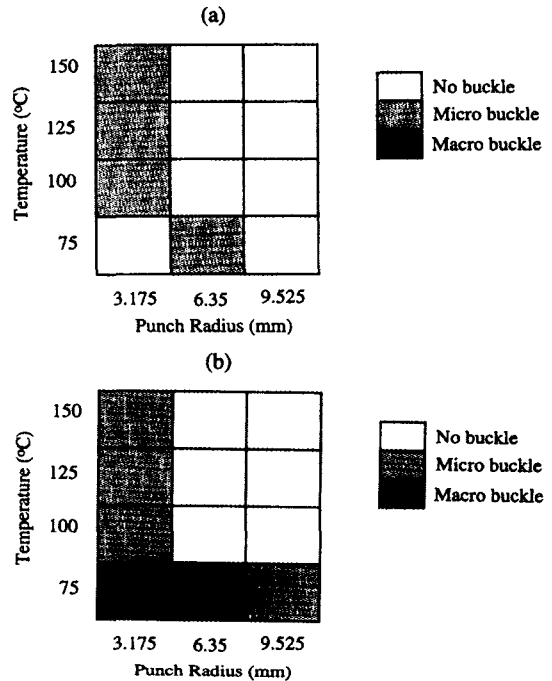 (a)
Temperature (°C)
150
125
100
75
3.175 6.35 9.525
Punch Radius (mm)
No buckle
Micro buckle
Macro buckle
(b)
Temperature (°C)
150
125
100
75
3.175 6.35 9.525
Punch Radius (mm)
No buckle
Micro buckle
Macro buckle